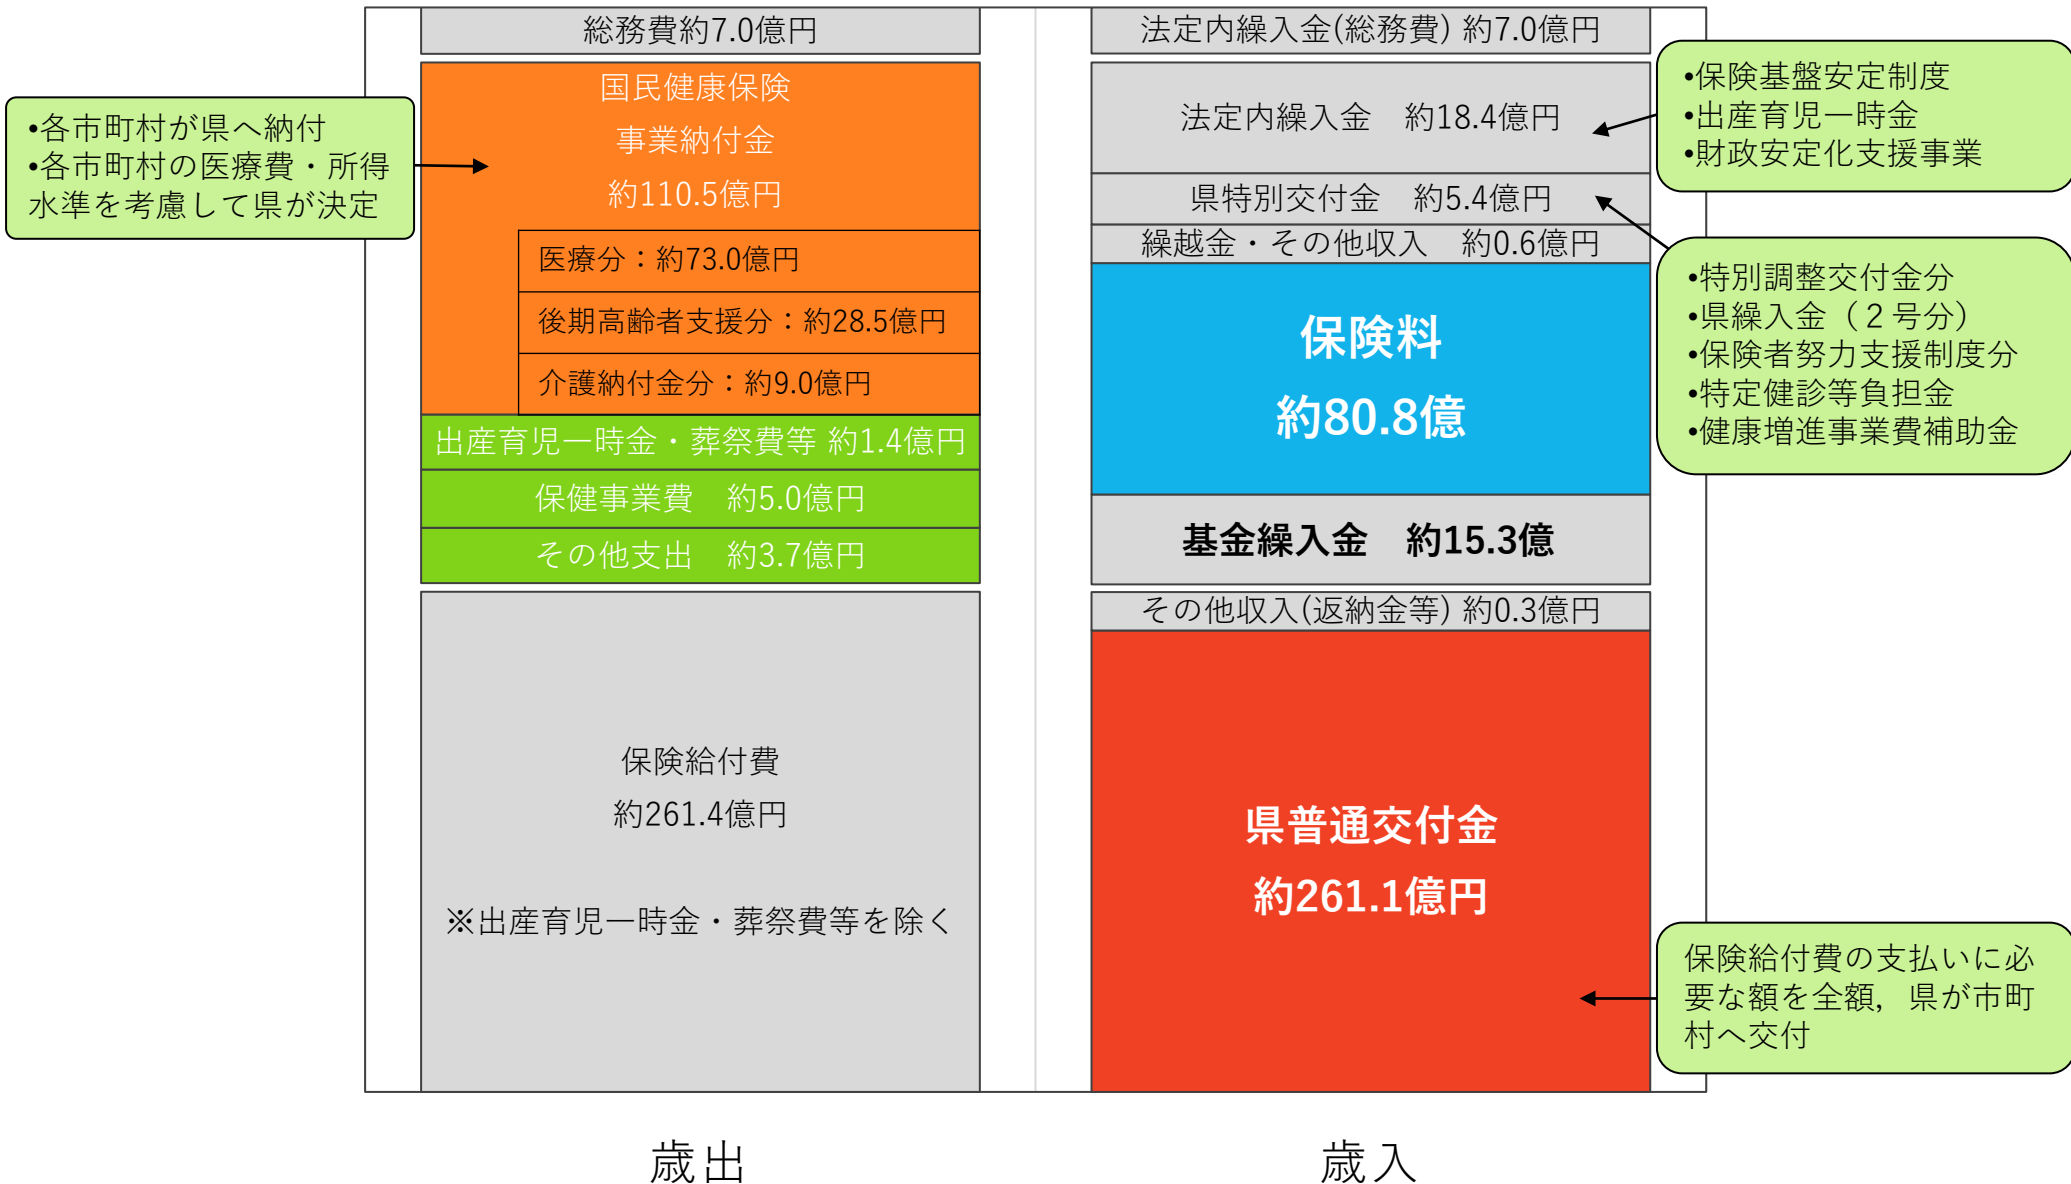 総務費約7.0億円
国民健康保険
事業納付金
約110.5億円
医療分：約73.0億円
後期高齢者支援分：約28.5億円
介護納付金分：約9.0億円
出産育児一時金・葬祭費等 約1.4億円
保健事業費　約5.0億円
その他支出　約3.7億円
保険給付費
約261.4億円
※出産育児一時金・葬祭費等を除く
•各市町村が県へ納付
•各市町村の医療費・所得
水準を考慮して県が決定
法定内繰入金(総務費) 約7.0億円
法定内繰入金　約18.4億円
県特別交付金　約5.4億円
繰越金・その他収入　約0.6億円
保険料
約80.8億
基金繰入金　約15.3億
その他収入(返納金等) 約0.3億円
県普通交付金
約261.1億円
•保険基盤安定制度
•出産育児一時金
•財政安定化支援事業
•特別調整交付金分
•県繰入金（２号分）
•保険者努力支援制度分
•特定健診等負担金
•健康増進事業費補助金
保険給付費の支払いに必
要な額を全額，県が市町
村へ交付
歳出
歳入